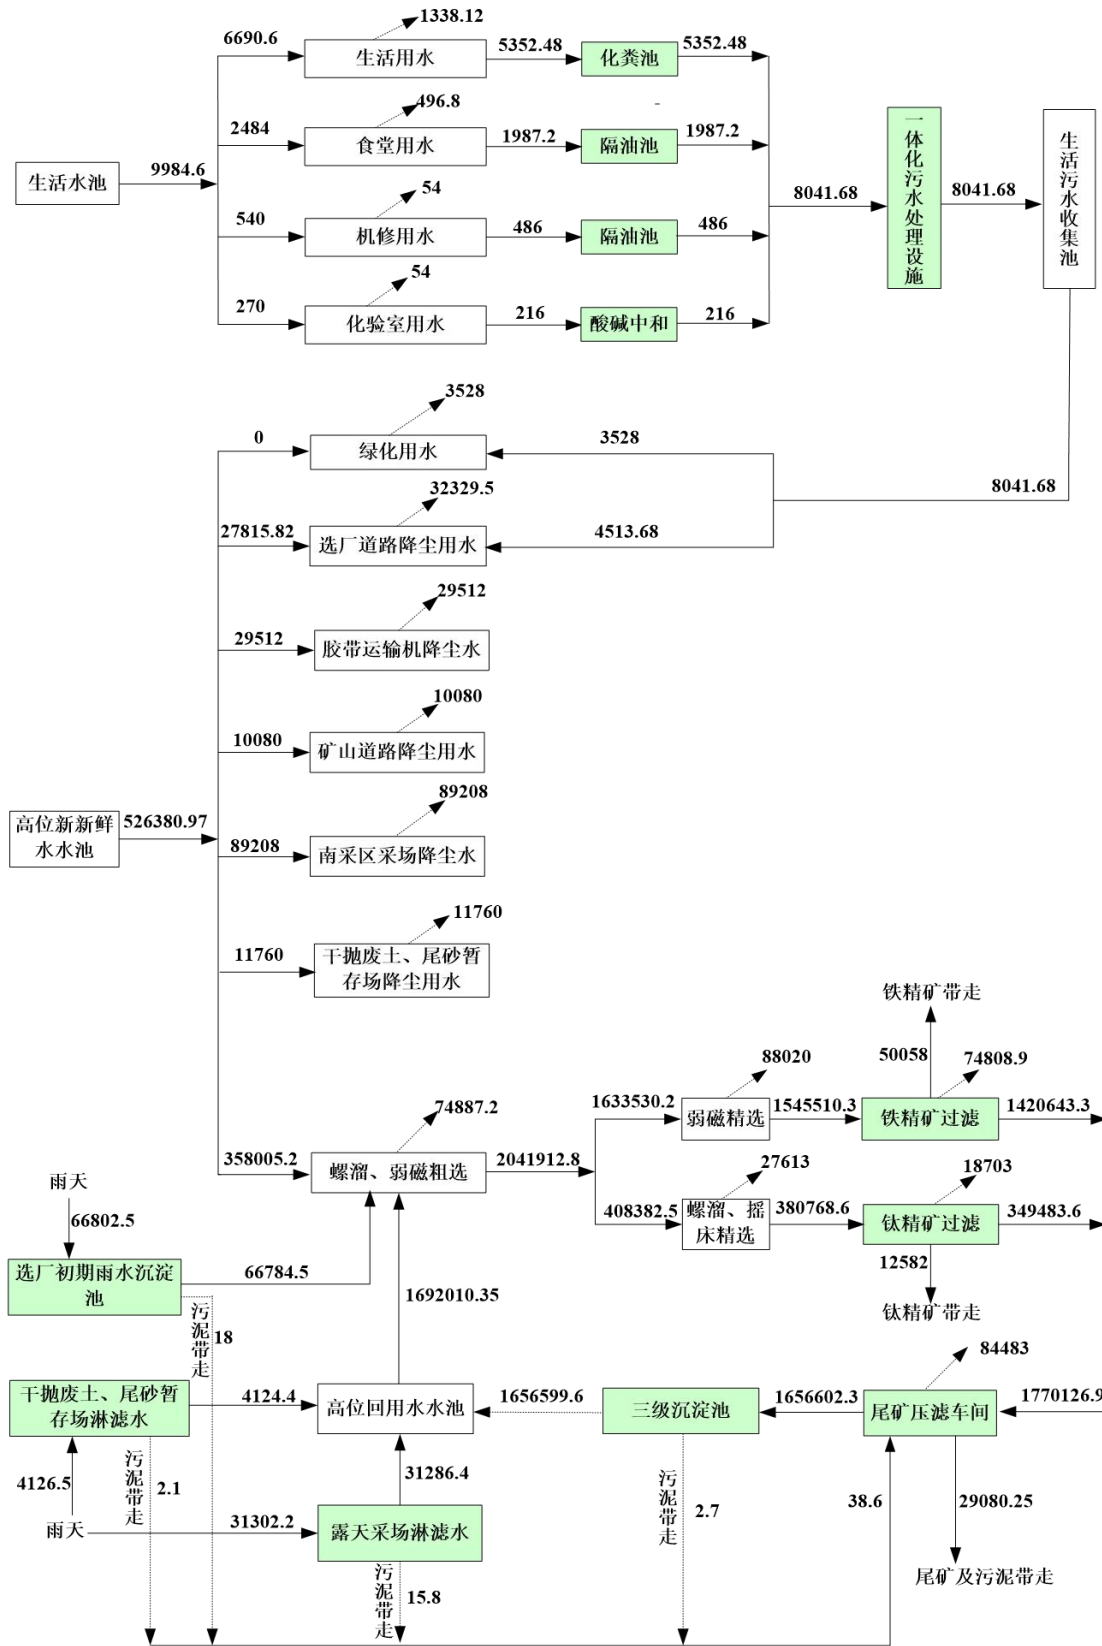 1338.12
6690.6
生活用水
5352.48
化粪池
5352.48
496.8
2484
食堂用水
1987.2
隔油池
1987.2
生活水池
9984.6
54
540
机修用水
486
隔油池
486
8041.68
一体化污水处理设施
8041.68
生活污水收集池
54
270
化验室用水
216
酸碱中和
216
3528
0
绿化用水
3528
8041.68
32329.5
27815.82
选厂道路降尘用水
4513.68
29512
29512
胶带运输机降尘水
10080
10080
矿山道路降尘用水
高位新新鲜
水水池
526380.97
89208
89208
南采区采场降尘水
11760
11760
干抛废土、尾砂暂
存场降尘用水
铁精矿带走
50058
74808.9
88020
1633530.2
弱磁精选
1545510.3
铁精矿过滤
1420643.3
74887.2
358005.2
螺溜、弱磁粗选
2041912.8
27613
18703
408382.5
螺溜、摇
床精选
380768.6
钛精矿过滤
349483.6
12582
钛精矿带走
雨天
66802.5
选厂初期雨水沉淀
池
66784.5
污泥带走
18
1692010.35
84483
干抛废土、尾砂暂
存场淋滤水
4124.4
高位回用水水池
1656599.6
三级沉淀池
1656602.3
尾矿压滤车间
1770126.9
4126.5
污泥带走
2.1
31286.4
污泥带走
2.7
38.6
29080.25
雨天
31302.2
露天采场淋滤水
尾矿及污泥带走
污泥带走
15.8